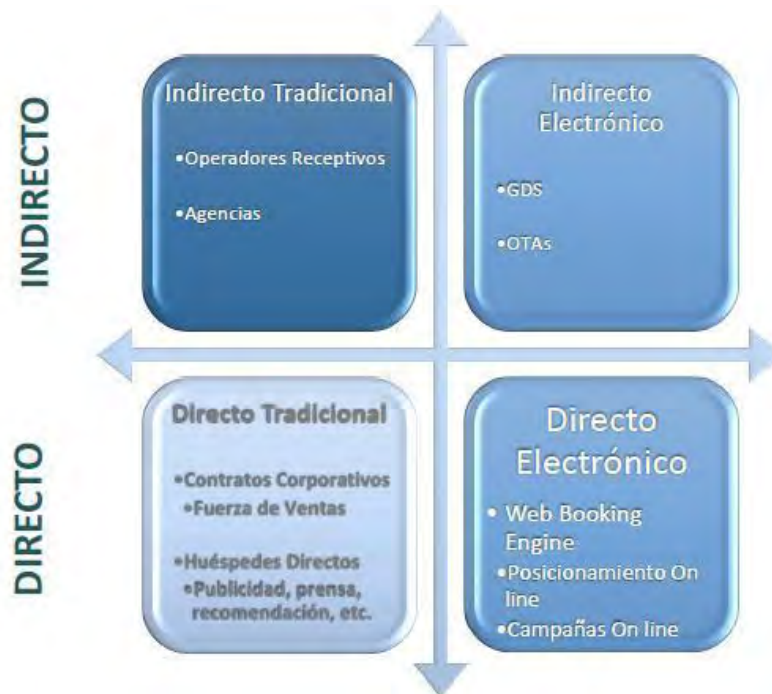 INDIRECTO
Indirecto Tradicional
•Operadores Receptivos
•Agencias
Indirecto
Electrónico
•GDS
•OTAs
DIRECTO
Directo Tradicional
•Contratos Corporativos
•Fuerza de Ventas
•Huéspedes Directos
•Publicidad, prensa,
recomendación, etc.
Directo
Electrónico
• Web Booking
Engine
•Posicionamiento On
line
•Campañas On line